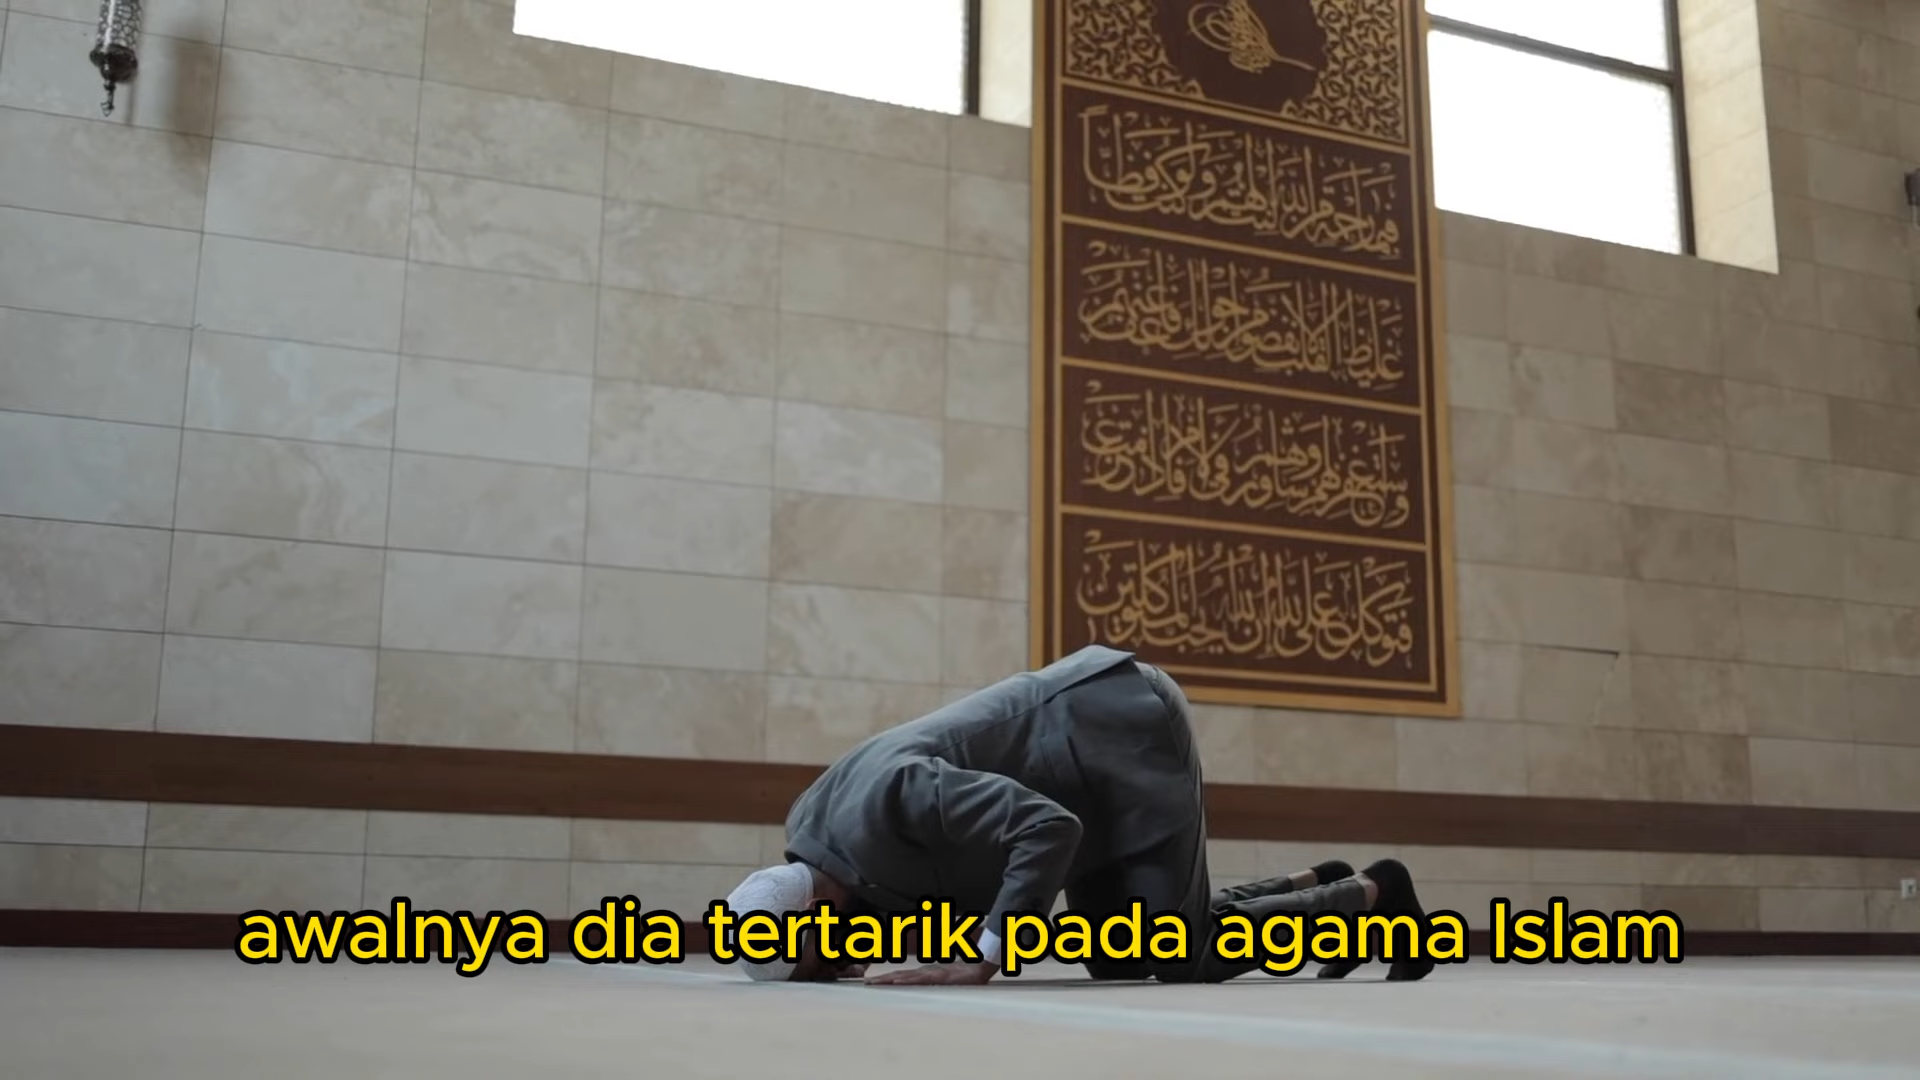 فبما رحمة من الله لنت لهم ولو كنت فظا
غليظ القلب لانفضوا من حولك فاعف عنهم
واستغفر لهم وشاورهم في الأمر فإذا عزمت
فتوكل على الله إن الله يحب المتوكلين
awalnya dia tertarik pada agama Islam